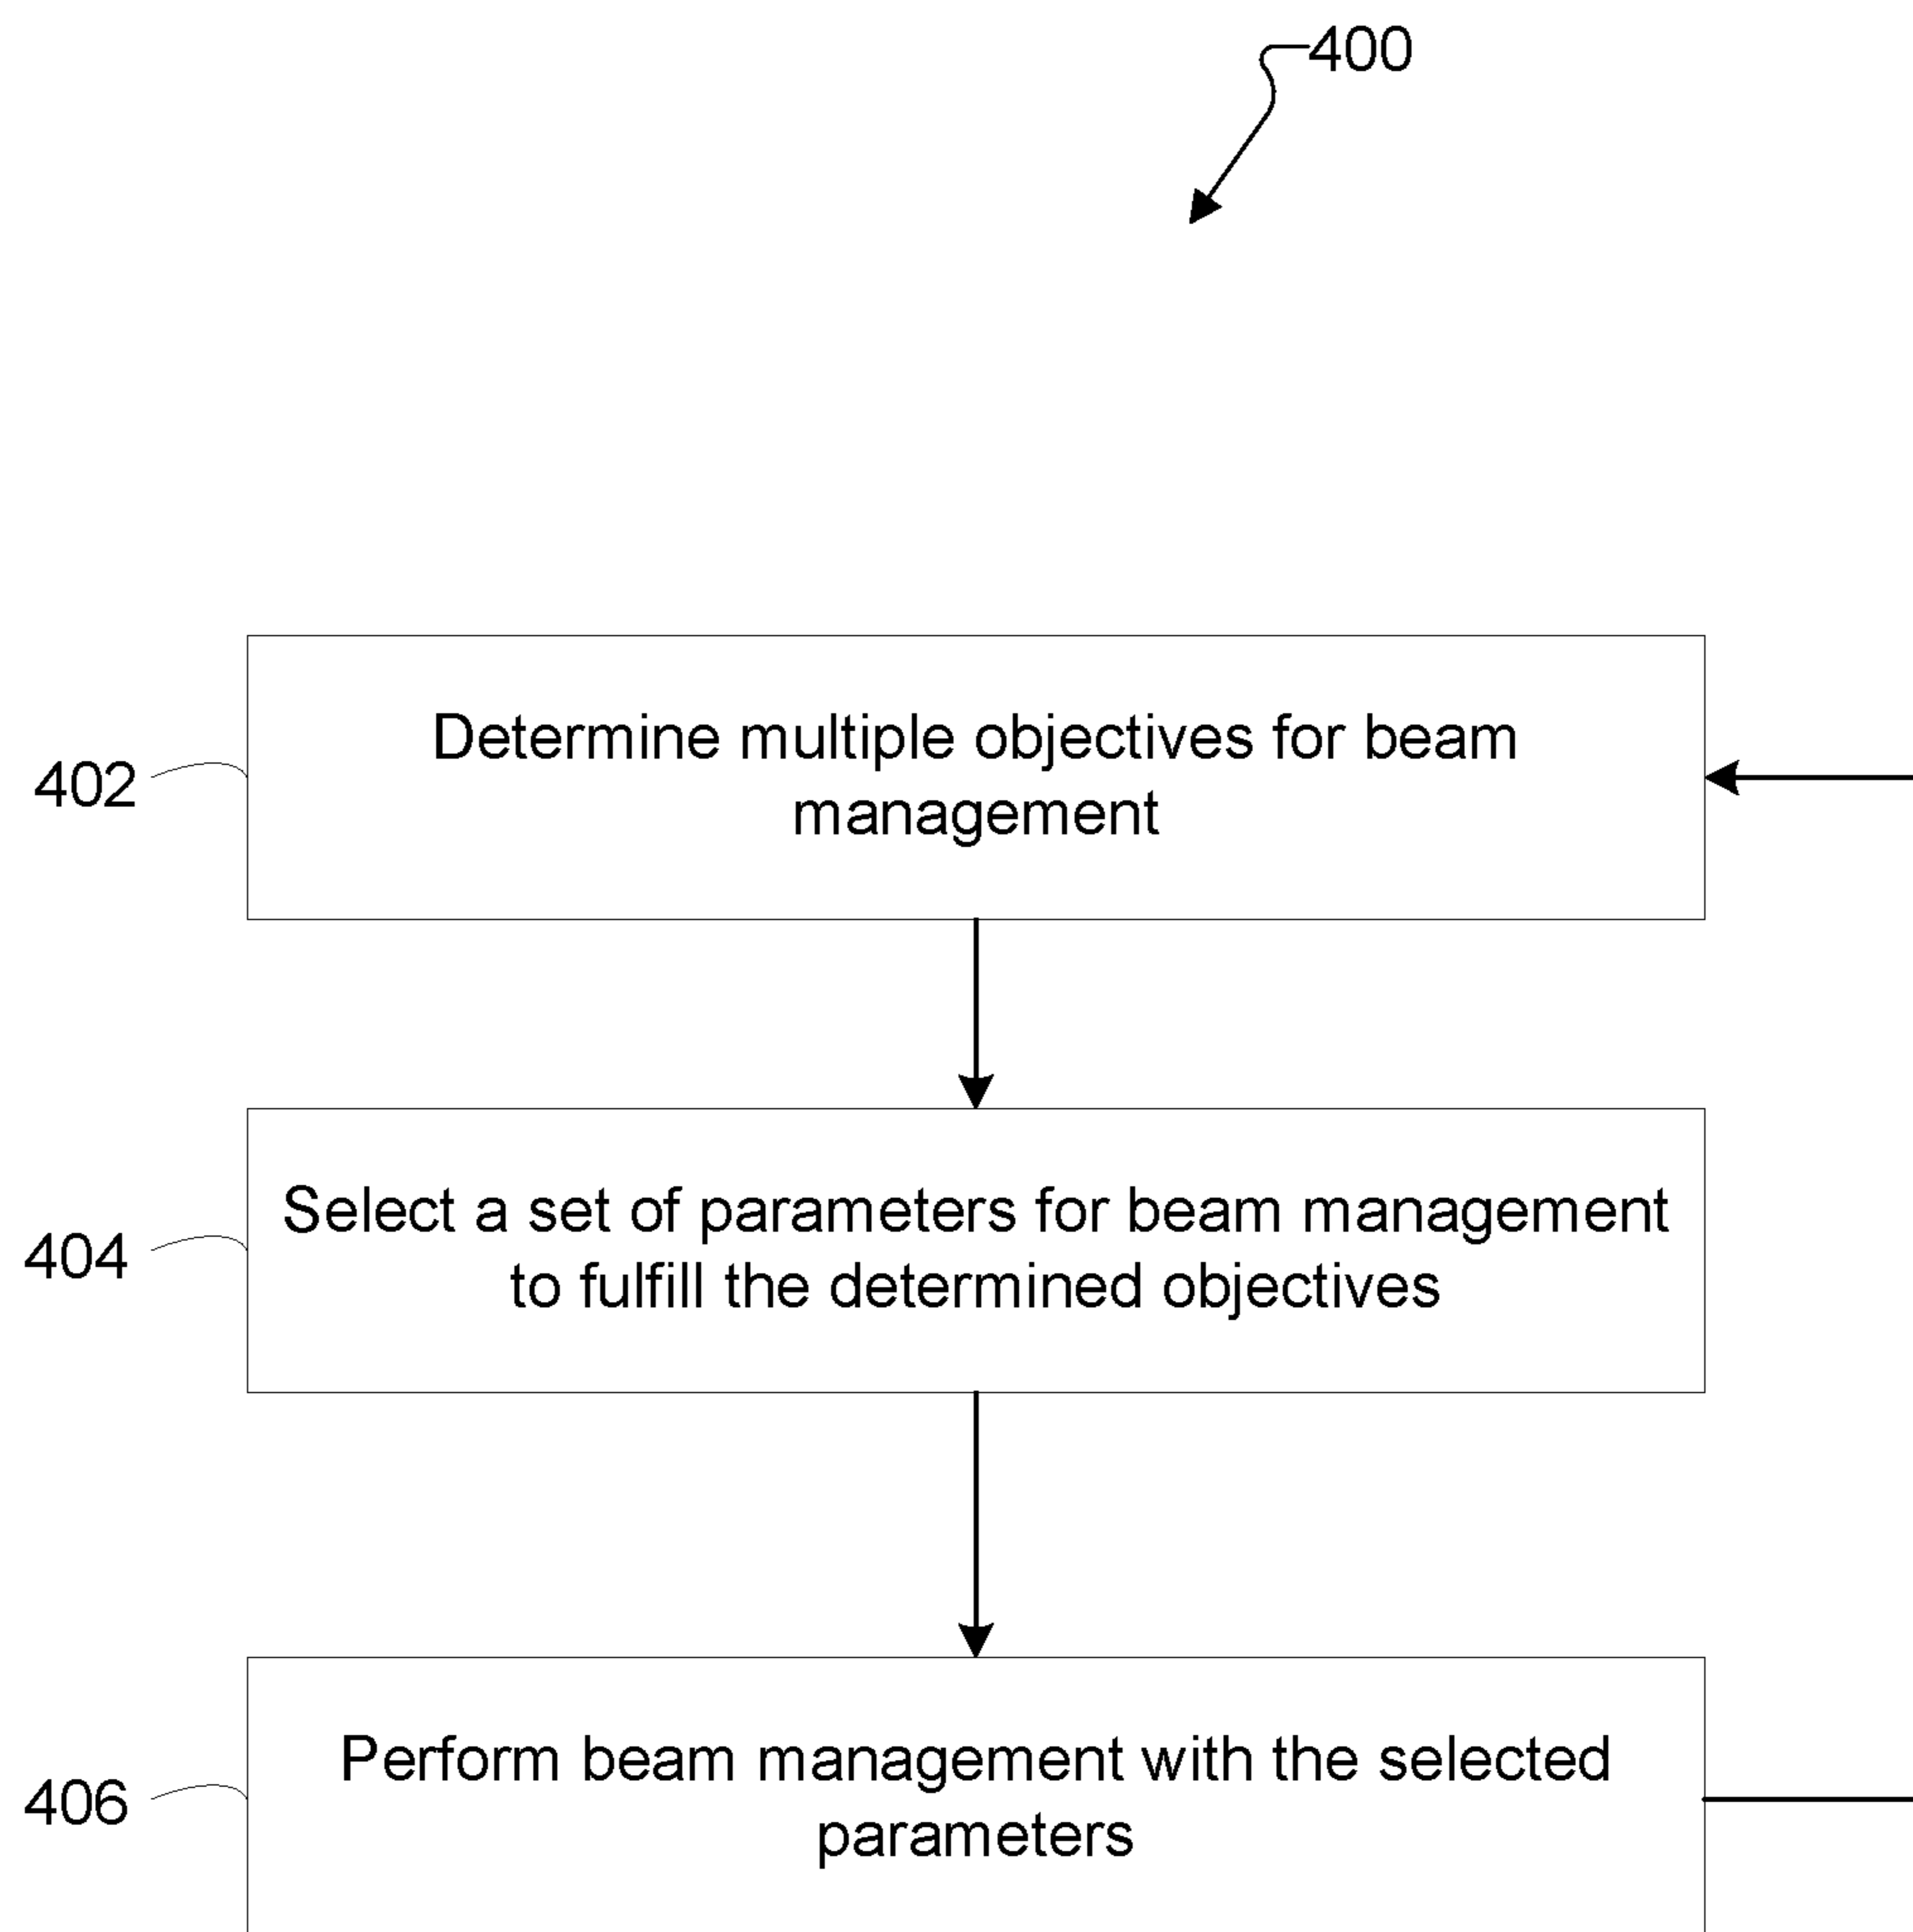 400
402
Determine multiple objectives for beam
management
404
Select a set of parameters for beam management
to fulfill the determined objectives
406
Perform beam management with the selected
parameters